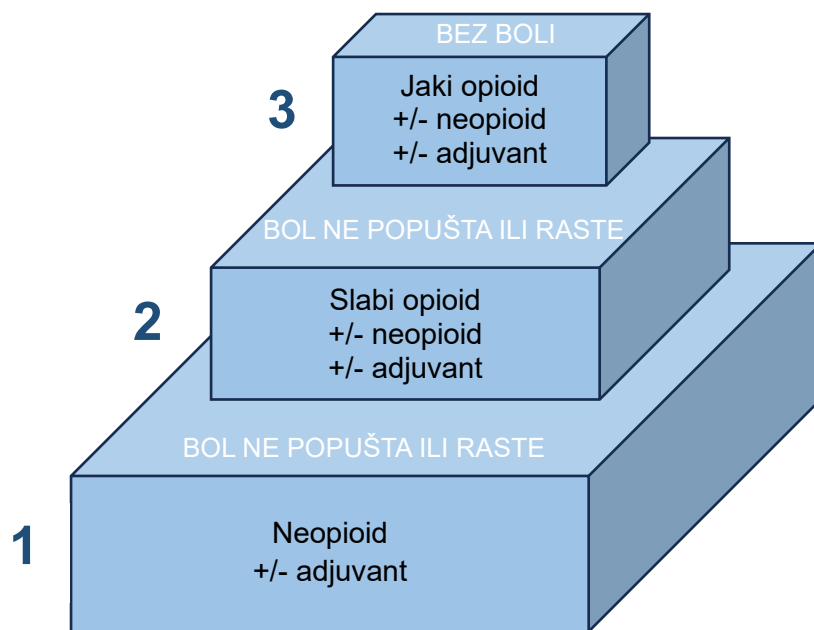 BEZ BOLI
3
Jaki opioid
+/- neopioid
+/- adjuvant
BOL NE POPUŠTA ILI RASTE
2
Slabi opioid
+/- neopioid
+/- adjuvant
BOL NE POPUŠTA ILI RASTE
1
Neopioid
+/- adjuvant